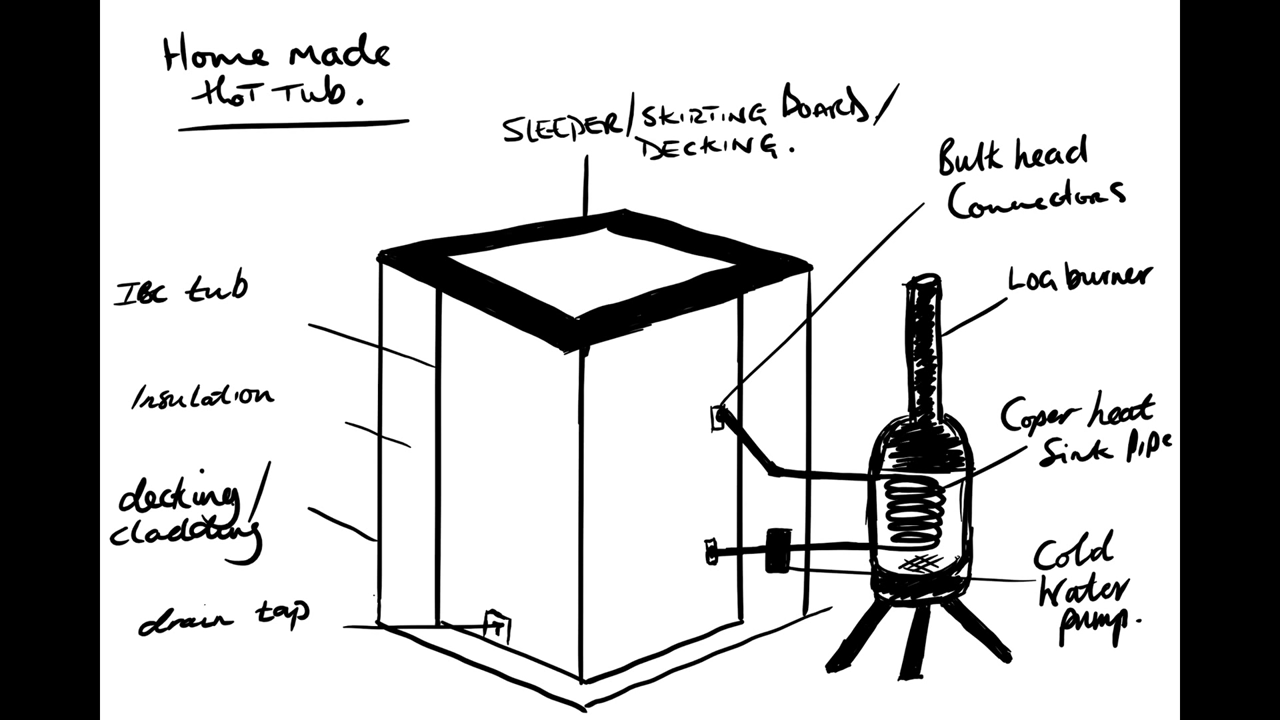 Home made
HOT TUb.
SLEEPER/SKIRTING BOARD/
DECKING.
Bulk head
Connectors
IBC tub
Log burner
Insulation
Coper heat
Sink PiPe
decking/
cladding
Cold
Water
pump.
drain tap